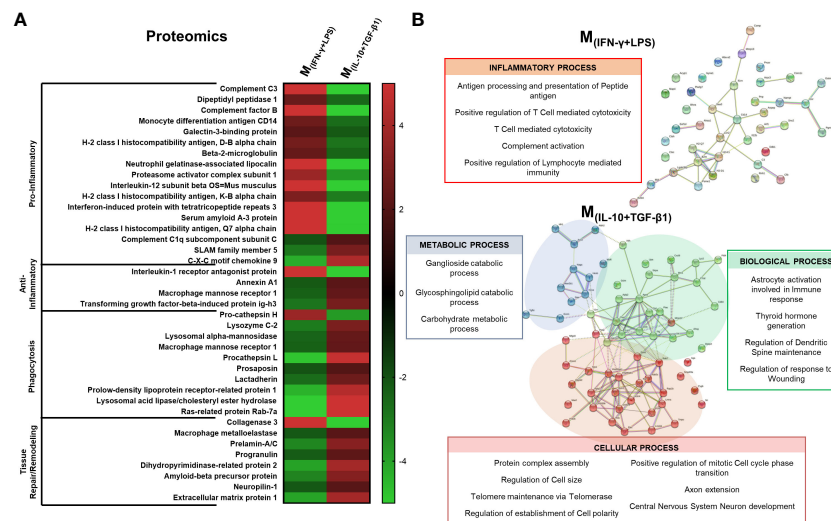 A
Proteomics
M(IFN-γ+LPS)
M(IL-10+TGF-β1)
Pro-Inflammatory
Complement C3
Dipeptidyl peptidase 1
Complement factor B
Monocyte differentiation antigen CD14
Galectin-3-binding protein
H-2 class I histocompatibility antigen, D-B alpha chain
Beta-2-microglobulin
Neutrophil gelatinase-associated lipocalin
Proteasome activator complex subunit 1
Interleukin-12 subunit beta OS=Mus musculus
H-2 class I histocompatibility antigen, K-B alpha chain
Interferon-induced protein with tetratricopeptide repeats 3
Serum amyloid A-3 protein
H-2 class I histocompatibility antigen, Q7 alpha chain
Complement C1q subcomponent subunit C
SLAM family member 5
C-X-C motif chemokine 9
Anti-
Inflammatory
Interleukin-1 receptor antagonist protein
Annexin A1
Macrophage mannose receptor 1
Transforming growth factor-beta-induced protein ig-h3
Phagocytosis
Pro-cathepsin H
Lysozyme C-2
Lysosomal alpha-mannosidase
Macrophage mannose receptor 1
Procathepsin L
Prosaposin
Lactadherin
Prolow-density lipoprotein receptor-related protein 1
Lysosomal acid lipase/cholesteryl ester hydrolase
Ras-related protein Rab-7a
Tissue
Repair/Remodeling
Collagenase 3
Macrophage metalloelastase
Prelamin-A/C
Progranulin
Dihydropyrimidinase-related protein 2
Amyloid-beta precursor protein
Neuropilin-1
Extracellular matrix protein 1
4
2
0
-2
-4
B
M(IFN-γ+LPS)
INFLAMMATORY PROCESS
Antigen processing and presentation of Peptide
antigen
Positive regulation of T Cell mediated cytotoxicity
T Cell mediated cytotoxicity
Complement activation
Positive regulation of Lymphocyte mediated
immunity
M(IL-10+TGF-β1)
METABOLIC PROCESS
Ganglioside catabolic
process
Glycosphingolipid catabolic
process
Carbohydrate metabolic
process
BIOLOGICAL PROCESS
Astrocyte activation
involved in Immune
response
Thyroid hormone
generation
Regulation of Dendritic
Spine maintenance
Regulation of response to
Wounding
CELLULAR PROCESS
Protein complex assembly
Regulation of Cell size
Telomere maintenance via Telomerase
Regulation of establishment of Cell polarity
Positive regulation of mitotic Cell cycle phase
transition
Axon extension
Central Nervous System Neuron development